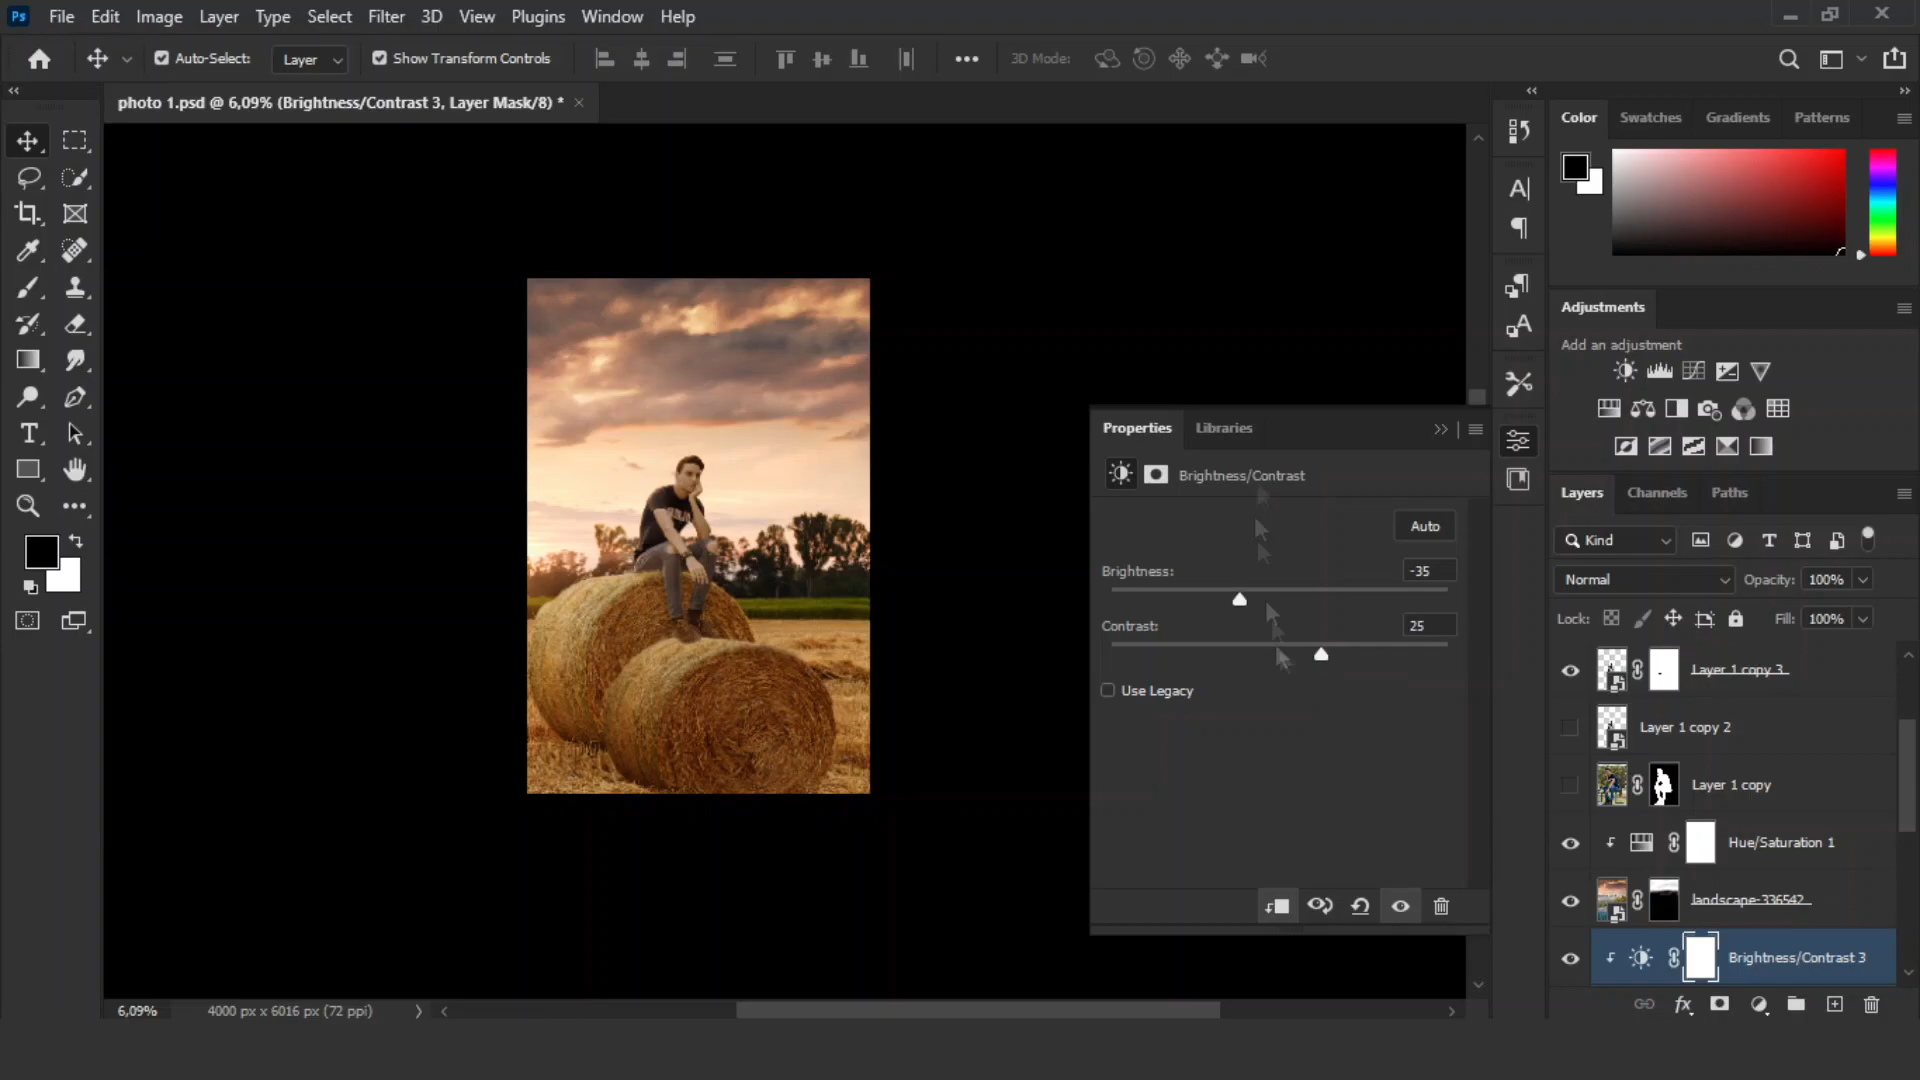 Ps File Edit Image Layer Type Select Filter 3D View Plugins Window Help
Auto-Select: Layer Show Transform Controls 3D Mode:
photo 1.psd @ 6,09% (Brightness/Contrast 3, Layer Mask/8) *
Color Swatches Gradients Patterns
Adjustments
Add an adjustment
Properties Libraries
Brightness/Contrast
Auto
Brightness: -35
Contrast: 25
Use Legacy
Layers Channels Paths
Kind
Normal Opacity: 100%
Lock: Fill: 100%
Layer 1 copy 3
Layer 1 copy 2
Layer 1 copy
Hue/Saturation 1
landscape-336542
Brightness/Contrast 3
6,09% 4000 px x 6016 px (72 ppi)